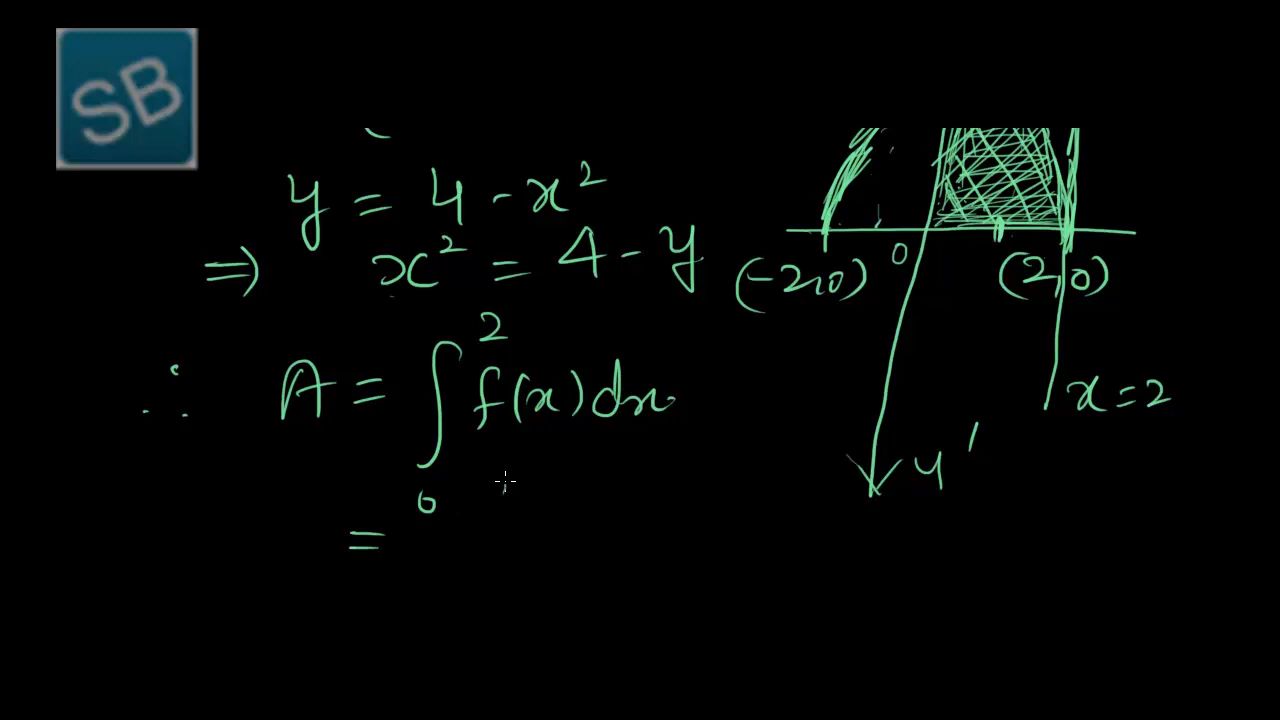 SB
y = 4 - x²
⇒ x² = 4 - y
(-2,0) 0 (2,0)
∴ A = ∫₀² f(x) dx
x = 2
y'
=